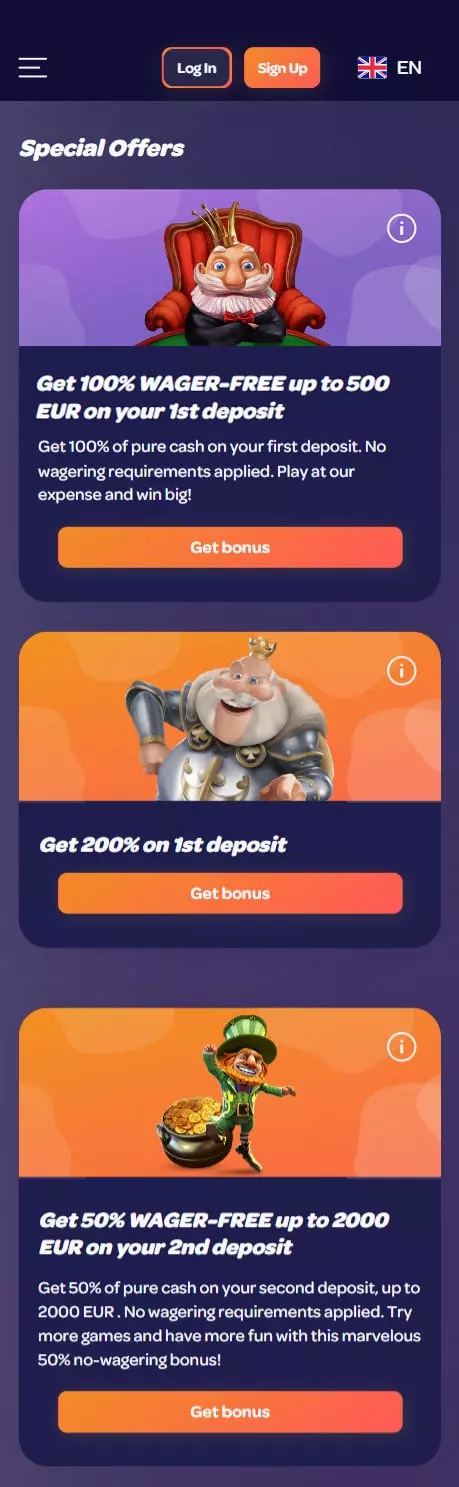 Log In
Sign Up
EN
Special Offers
Get 100% WAGER-FREE up to 500
EUR on your 1st deposit
Get 100% of pure cash on your first deposit. No
wagering requirements applied. Play at our
expense and win big!
Get bonus
Get 200% on 1st deposit
Get bonus
Get 50% WAGER-FREE up to 2000
EUR on your 2nd deposit
Get 50% of pure cash on your second deposit, up to
2000 EUR . No wagering requirements applied. Try
more games and have more fun with this marvelous
50% no-wagering bonus!
Get bonus